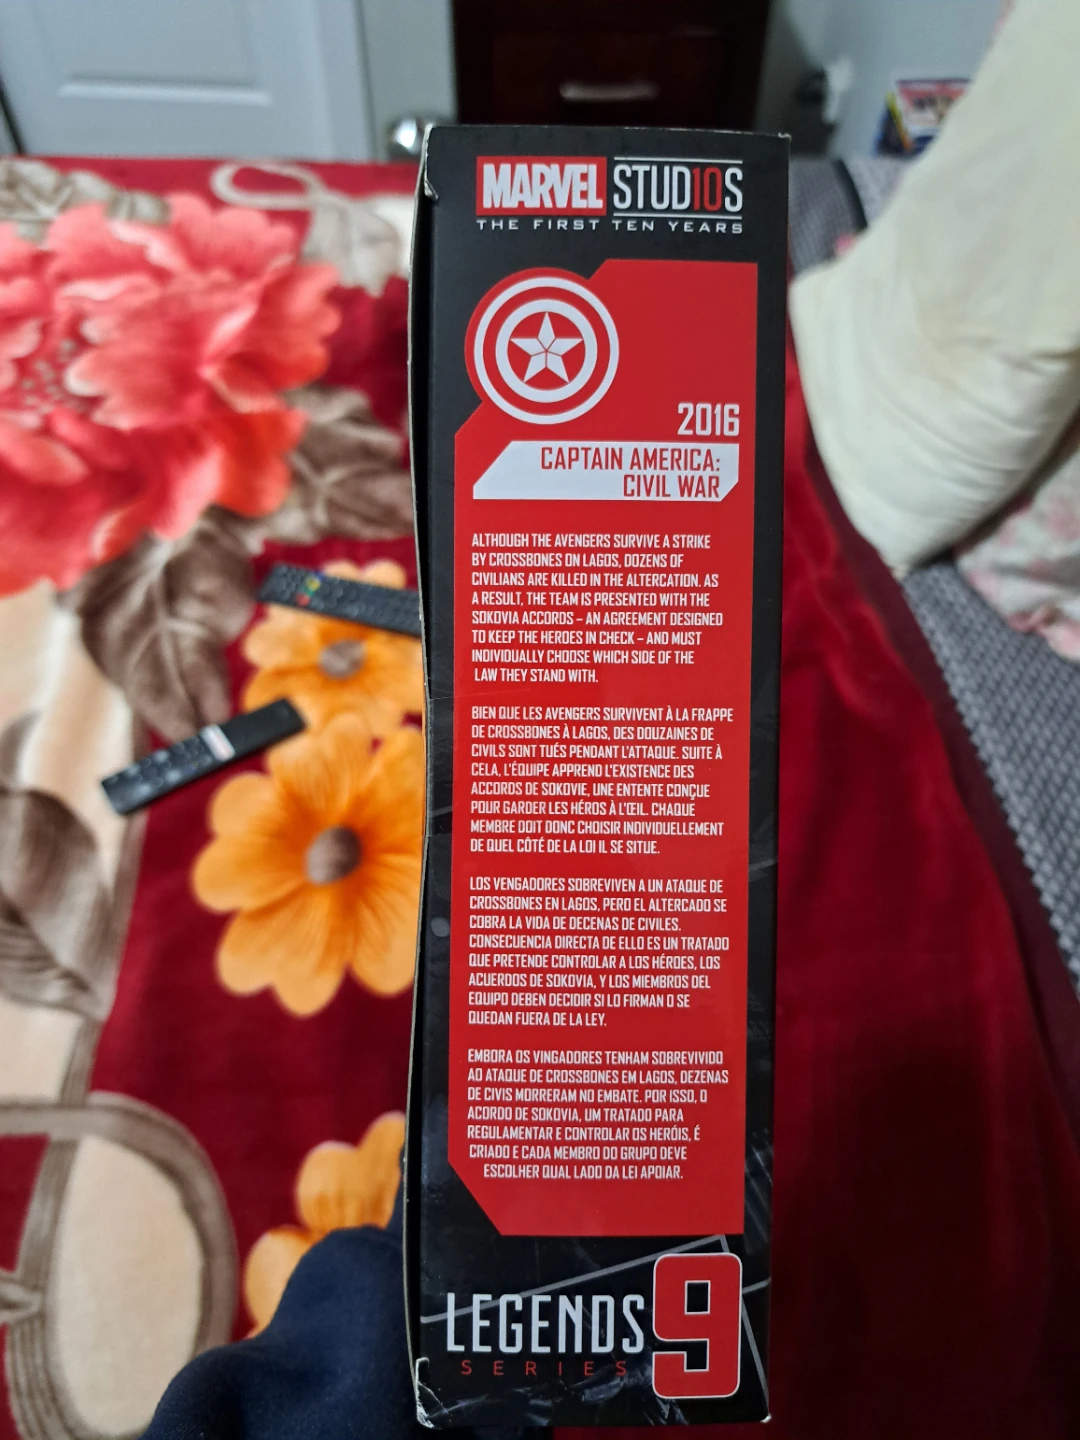 MARVEL STUD10S
THE FIRST TEN YEARS
2016
CAPTAIN AMERICA:
CIVIL WAR
ALTHOUGH THE AVENGERS SURVIVE A STRIKE
BY CROSSBONES ON LAGOS, DOZENS OF
CIVILIANS ARE KILLED IN THE ALTERCATION. AS
A RESULT, THE TEAM IS PRESENTED WITH THE
SOKOVIA ACCORDS – AN AGREEMENT DESIGNED
TO KEEP THE HEROES IN CHECK – AND MUST
INDIVIDUALLY CHOOSE WHICH SIDE OF THE
LAW THEY STAND WITH.
BIEN QUE LES AVENGERS SURVIVENT À LA FRAPPE
DE CROSSBONES À LAGOS, DES DOUZAINES DE
CIVILS SONT TUÉS PENDANT L'ATTAQUE. SUITE À
CELA, L'ÉQUIPE APPREND L'EXISTENCE DES
ACCORDS DE SOKOVIE, UNE ENTENTE CONÇUE
POUR GARDER LES HÉROS À L'ŒIL. CHAQUE
MEMBRE DOIT DONC CHOISIR INDIVIDUELLEMENT
DE QUEL CÔTÉ DE LA LOI IL SE SITUE.
LOS VENGADORES SOBREVIVEN A UN ATAQUE DE
CROSSBONES EN LAGOS, PERO EL ALTERCADO SE
COBRA LA VIDA DE DECENAS DE CIVILES.
CONSECUENCIA DIRECTA DE ELLO ES UN TRATADO
QUE PRETENDE CONTROLAR A LOS HÉROES, LOS
ACUERDOS DE SOKOVIA, Y LOS MIEMBROS DEL
EQUIPO DEBEN DECIDIR SI LO FIRMAN O SE
QUEDAN FUERA DE LA LEY.
EMBORA OS VINGADORES TENHAM SOBREVIVIDO
AO ATAQUE DE CROSSBONES EM LAGOS, DEZENAS
DE CIVIS MORRERAM NO EMBATE. POR ISSO, O
ACORDO DE SOKOVIA, UM TRATADO PARA
REGULAMENTAR E CONTROLAR OS HERÓIS, É
CRIADO E CADA MEMBRO DO GRUPO DEVE
ESCOLHER QUAL LADO DA LEI APOIAR.
LEGENDS 9
SERIES